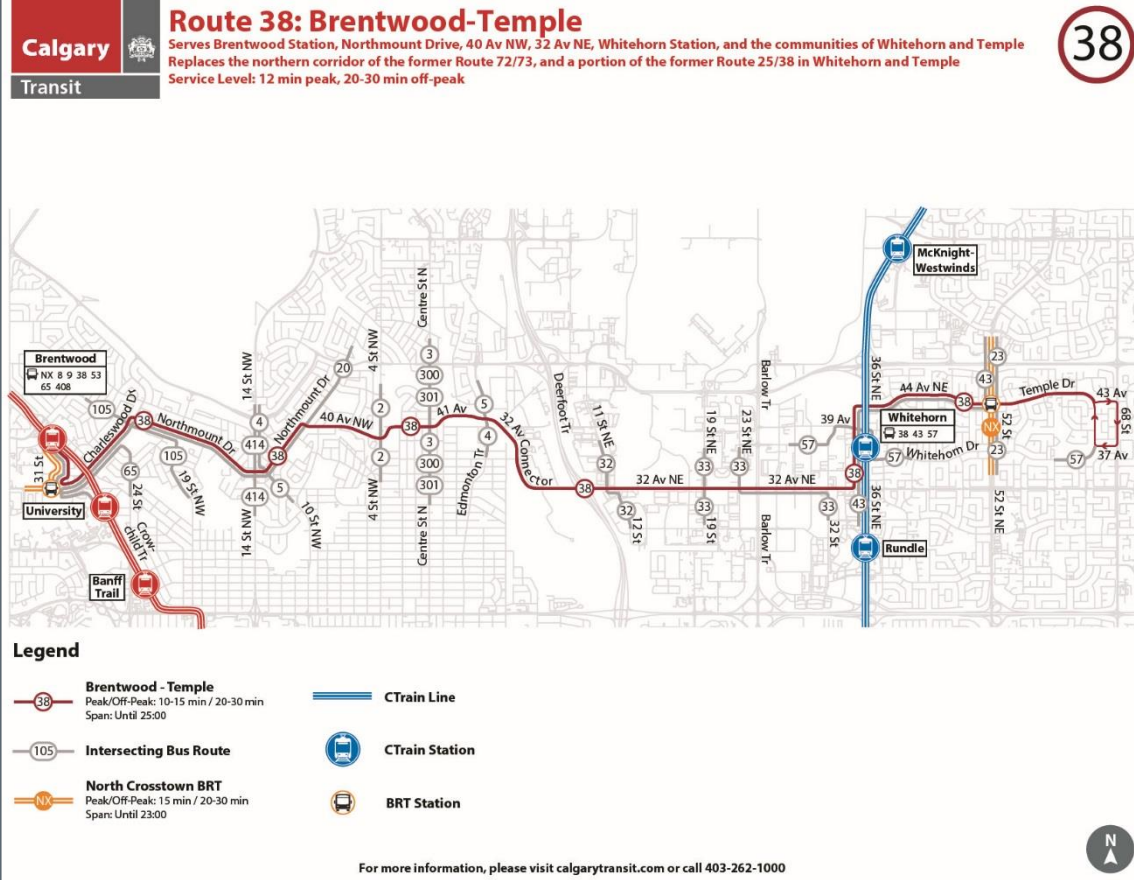 Calgary
Transit
Route 38: Brentwood-Temple
Serves Brentwood Station, Northmount Drive, 40 Av NW, 32 Av NE, Whitehorn Station, and the communities of Whitehorn and Temple
Replaces the northern corridor of the former Route 72/73, and a portion of the former Route 25/38 in Whitehorn and Temple
Service Level: 12 min peak, 20-30 min off-peak
38
McKnight-
Westwinds
Brentwood
NX 8 9 38 53
65 408
105
Charleswood Dr
38
Northmount Dr
31 St
University
65
24 St
105
19 St NW
Crow-
child Tr
Banff
Trail
14 St NW
4
414
414
14 St NW
38
5
10 St NW
Northmount Dr
20
40 Av NW
4 St NW
2
2
4 St NW
38
Centre St N
3
300
301
3
300
301
Centre St N
41 Av
5
4
Edmonton Tr
32 Av Connector
Deerfoot Tr
38
11 St NE
32
32
12 St
32 Av NE
19 St NE
33
33
19 St
23 St NE
33
Barlow Tr
Barlow Tr
32 Av NE
33
32 St
57
39 Av
36 St NE
38
43
36 St NE
Whitehorn
38 43 57
57
Whitehorn Dr
Rundle
44 Av NE
38
23
43
NX
23
52 St
52 St NE
Temple Dr
43 Av
68 St
37 Av
57
Legend
38
Brentwood - Temple
Peak/Off-Peak: 10-15 min / 20-30 min
Span: Until 25:00
105
Intersecting Bus Route
NX
North Crosstown BRT
Peak/Off-Peak: 15 min / 20-30 min
Span: Until 23:00
CTrain Line
CTrain Station
BRT Station
N
For more information, please visit calgarytransit.com or call 403-262-1000